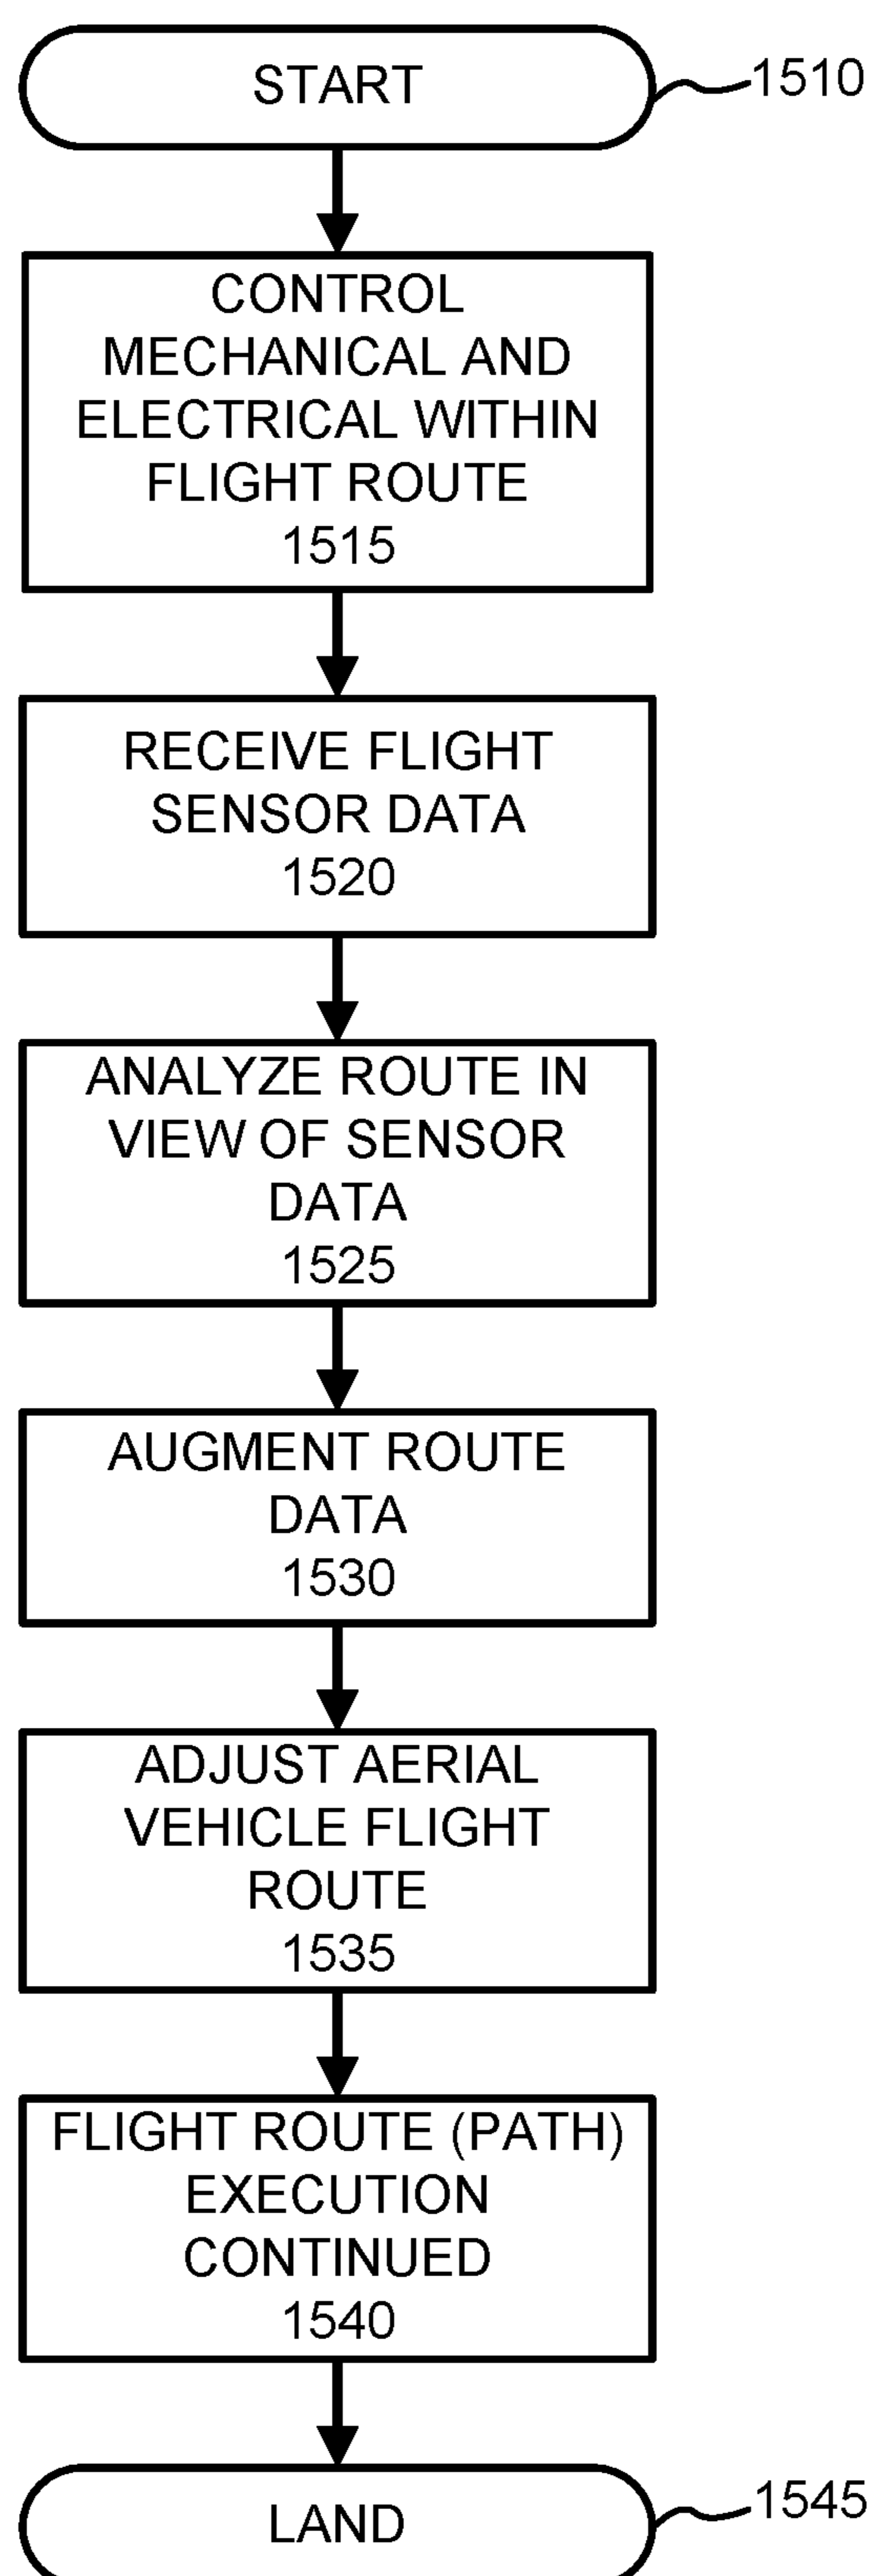 START
1510
CONTROL
MECHANICAL AND
ELECTRICAL WITHIN
FLIGHT ROUTE
1515
RECEIVE FLIGHT
SENSOR DATA
1520
ANALYZE ROUTE IN
VIEW OF SENSOR
DATA
1525
AUGMENT ROUTE
DATA
1530
ADJUST AERIAL
VEHICLE FLIGHT
ROUTE
1535
FLIGHT ROUTE (PATH)
EXECUTION
CONTINUED
1540
LAND
1545